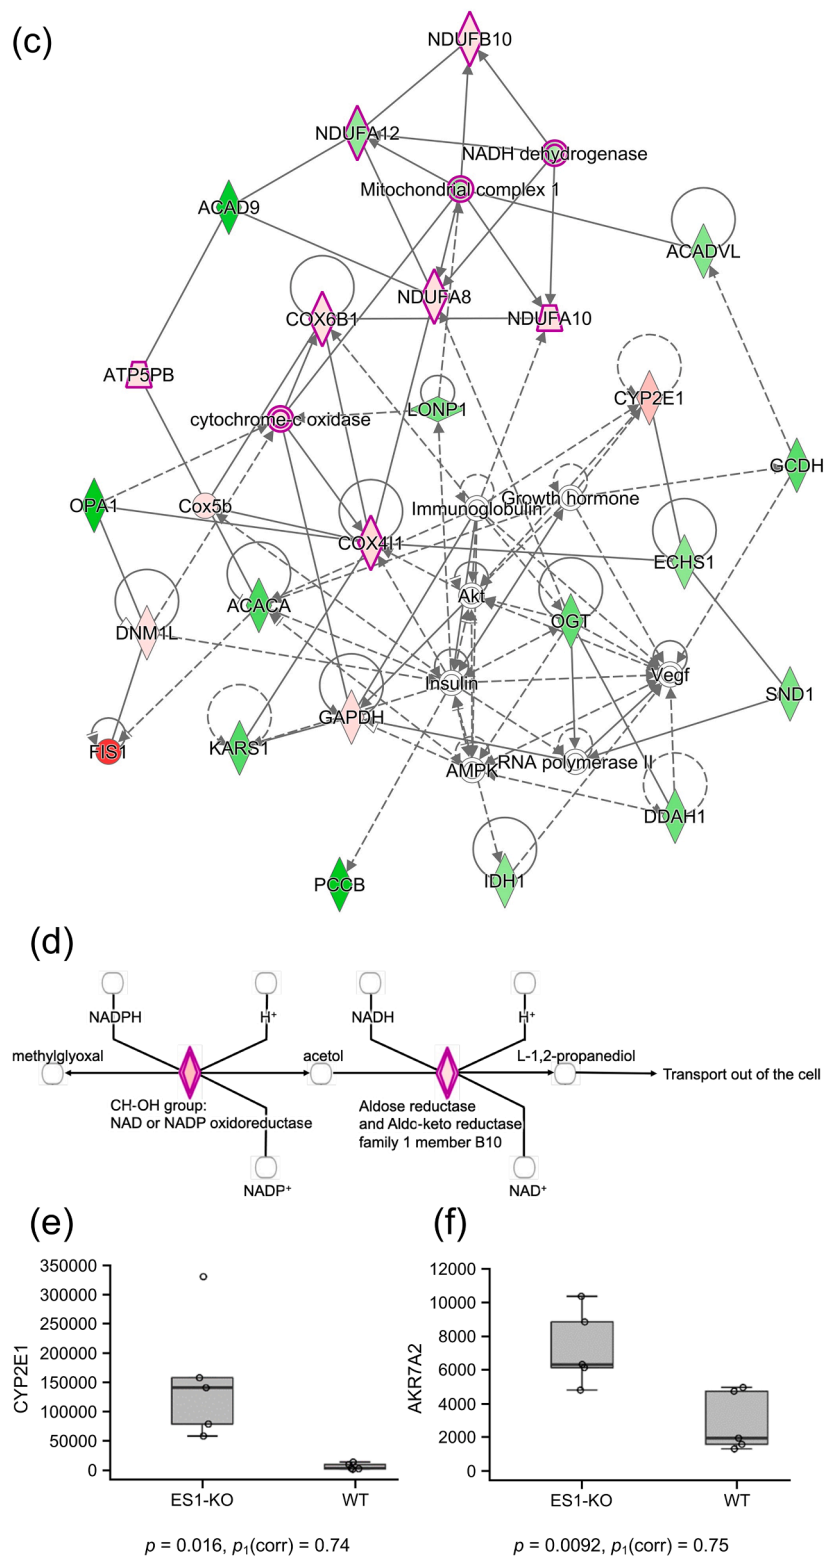 (c)
NDUFB10
NDUFA12
NADH dehydrogenase
Mitochondrial complex 1
ACAD9
ACADVL
NDUFA8
COX6B1
NDUFA10
ATP5PB
CYP2E1
LONP1
cytochrome-c oxidase
GCDH
OPA1
Cox5b
Immunoglobulin
Growth hormone
COX4I1
ECHS1
Akt
ACACA
OGT
DNM1L
Insulin
Vegf
SND1
GAPDH
FIS1
KARS1
AMPK
RNA polymerase II
DDAH1
PCCB
IDH1
(d)
NADPH
H⁺
NADH
H⁺
methylglyoxal
acetol
L-1,2-propanediol
Transport out of the cell
CH-OH group:
NAD or NADP oxidoreductase
Aldose reductase
and Aldc-keto reductase
family 1 member B10
NADP⁺
NAD⁺
(e)
(f)
350000
300000
250000
200000
150000
100000
50000
0
CYP2E1
ES1-KO
WT
p = 0.016, p₁(corr) = 0.74
12000
10000
8000
6000
4000
2000
0
AKR7A2
ES1-KO
WT
p = 0.0092, p₁(corr) = 0.75